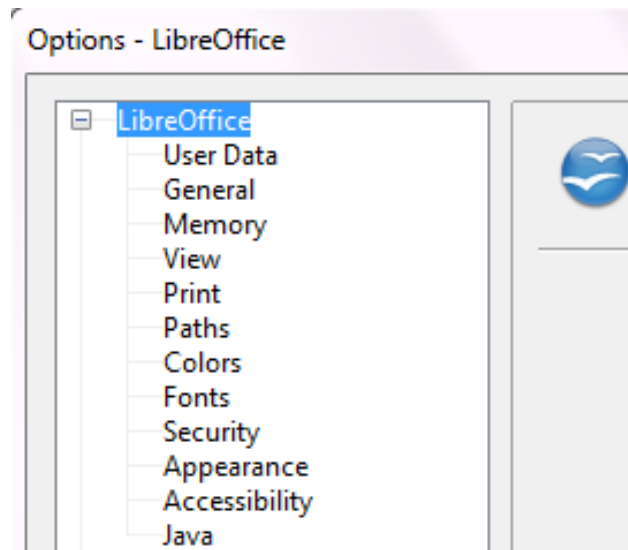 Options - LibreOffice
LibreOffice
User Data
General
Memory
View
Print
Paths
Colors
Fonts
Security
Appearance
Accessibility
Java